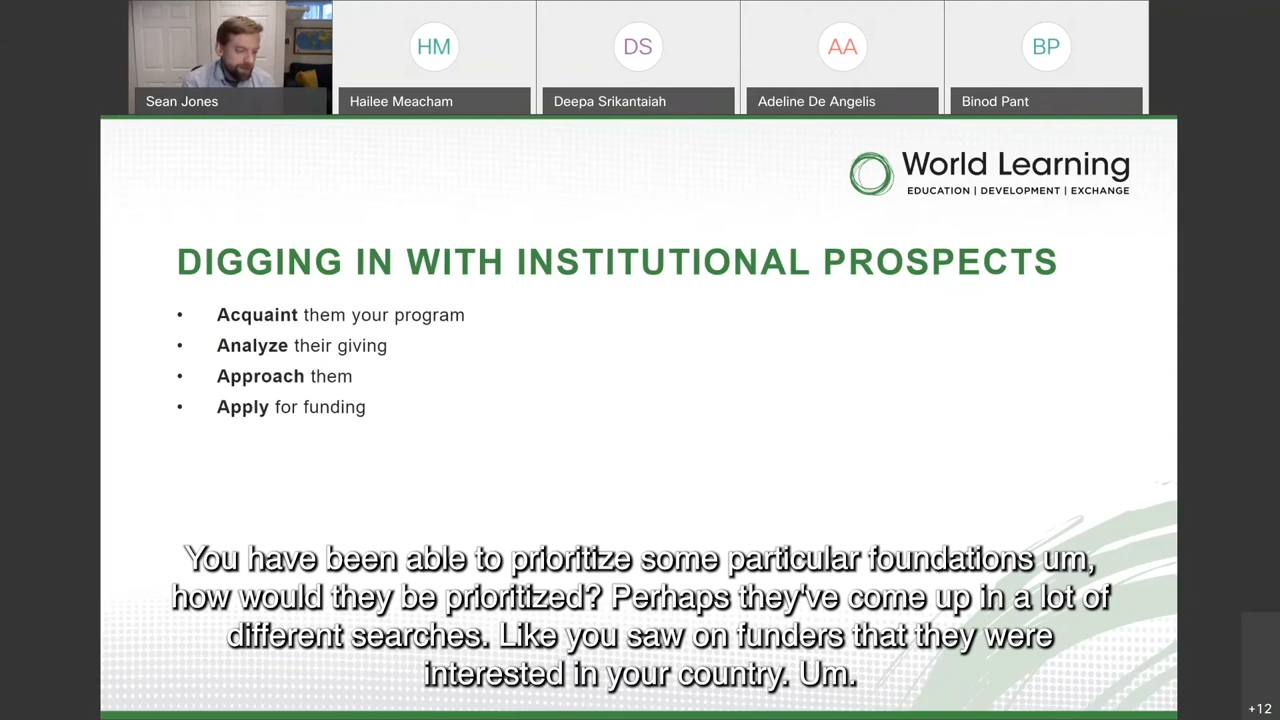 HM
DS
AA
BP
Sean Jones
Hailee Meacham
Deepa Srikantaiah
Adeline De Angelis
Binod Pant
World Learning
EDUCATION | DEVELOPMENT | EXCHANGE
DIGGING IN WITH INSTITUTIONAL PROSPECTS
• Acquaint them your program
• Analyze their giving
• Approach them
• Apply for funding
You have been able to prioritize some particular foundations um,
how would they be prioritized? Perhaps they've come up in a lot of
different searches. Like you saw on funders that they were
interested in your country. Um.
+12